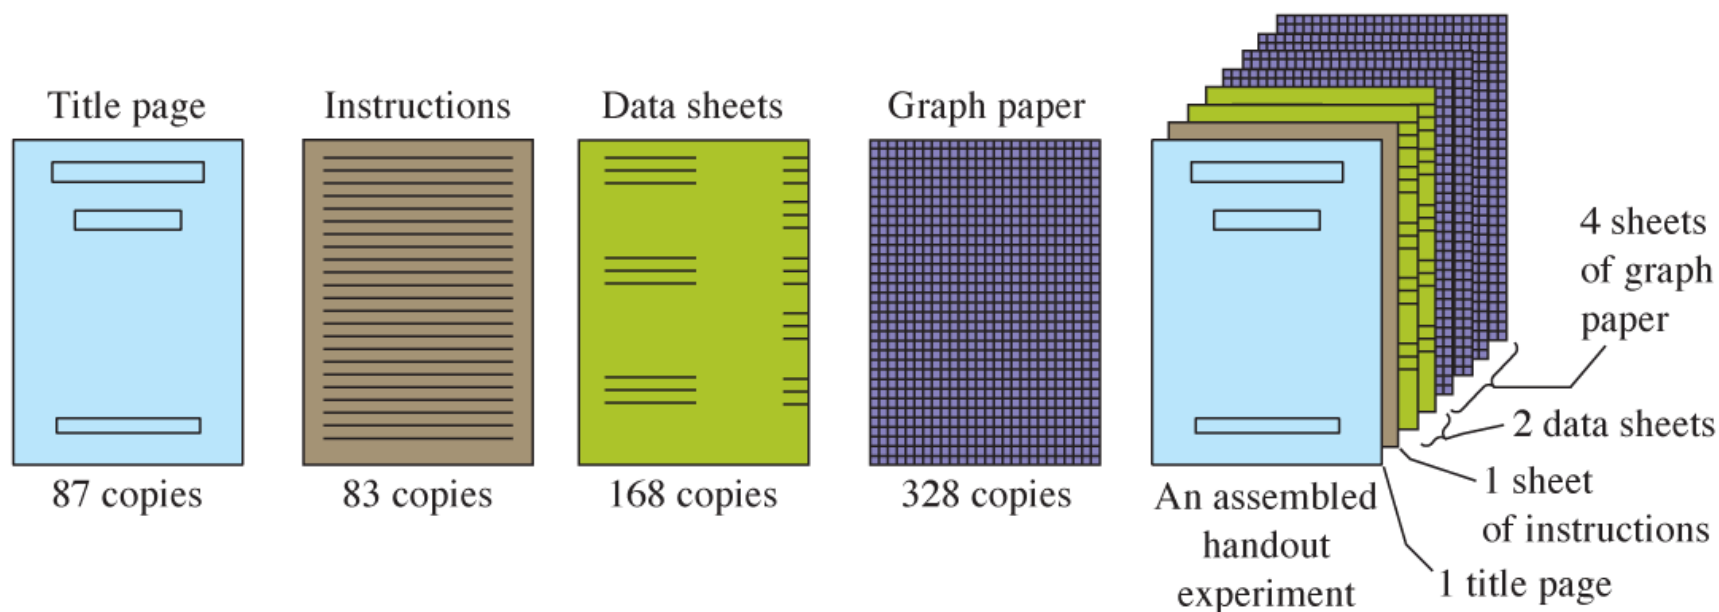 Title page
87 copies
Instructions
83 copies
Data sheets
168 copies
Graph paper
328 copies
An assembled
handout
experiment
4 sheets
of graph
paper
2 data sheets
1 sheet
of instructions
1 title page